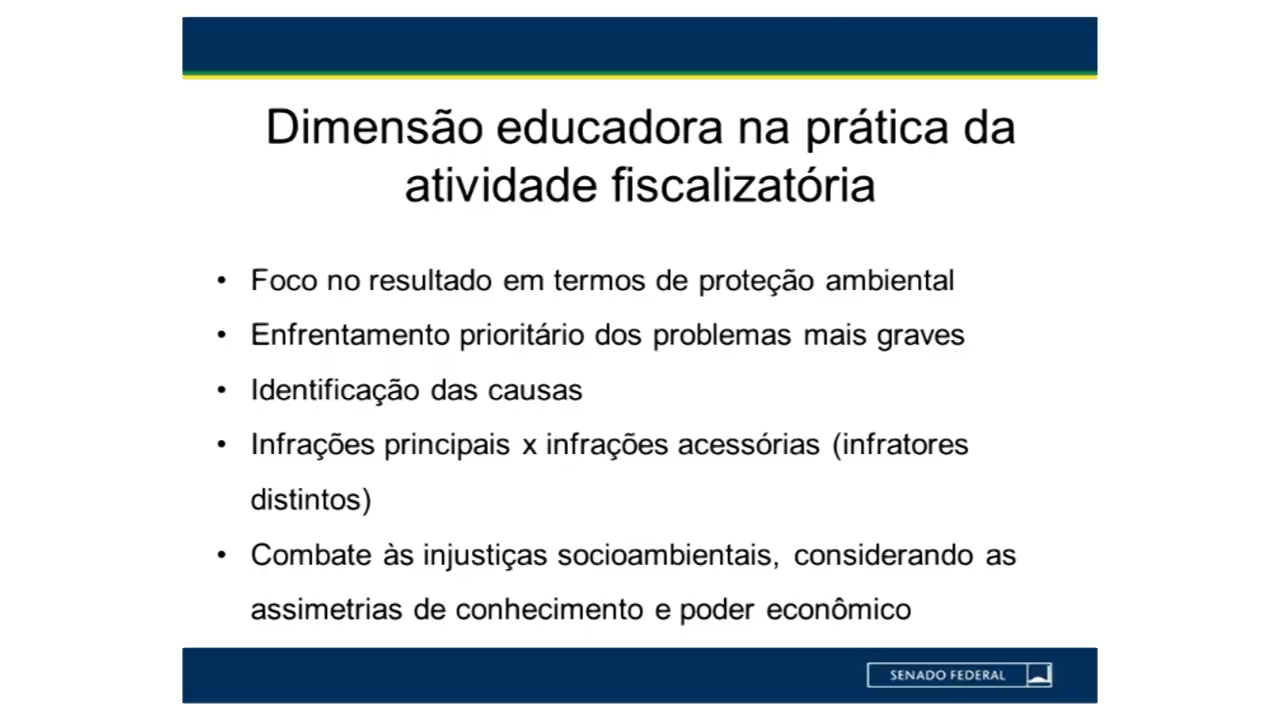 Dimensão educadora na prática da
atividade fiscalizatória
• Foco no resultado em termos de proteção ambiental
• Enfrentamento prioritário dos problemas mais graves
• Identificação das causas
• Infrações principais x infrações acessórias (infratores
distintos)
• Combate às injustiças socioambientais, considerando as
assimetrias de conhecimento e poder econômico
SENADO FEDERAL